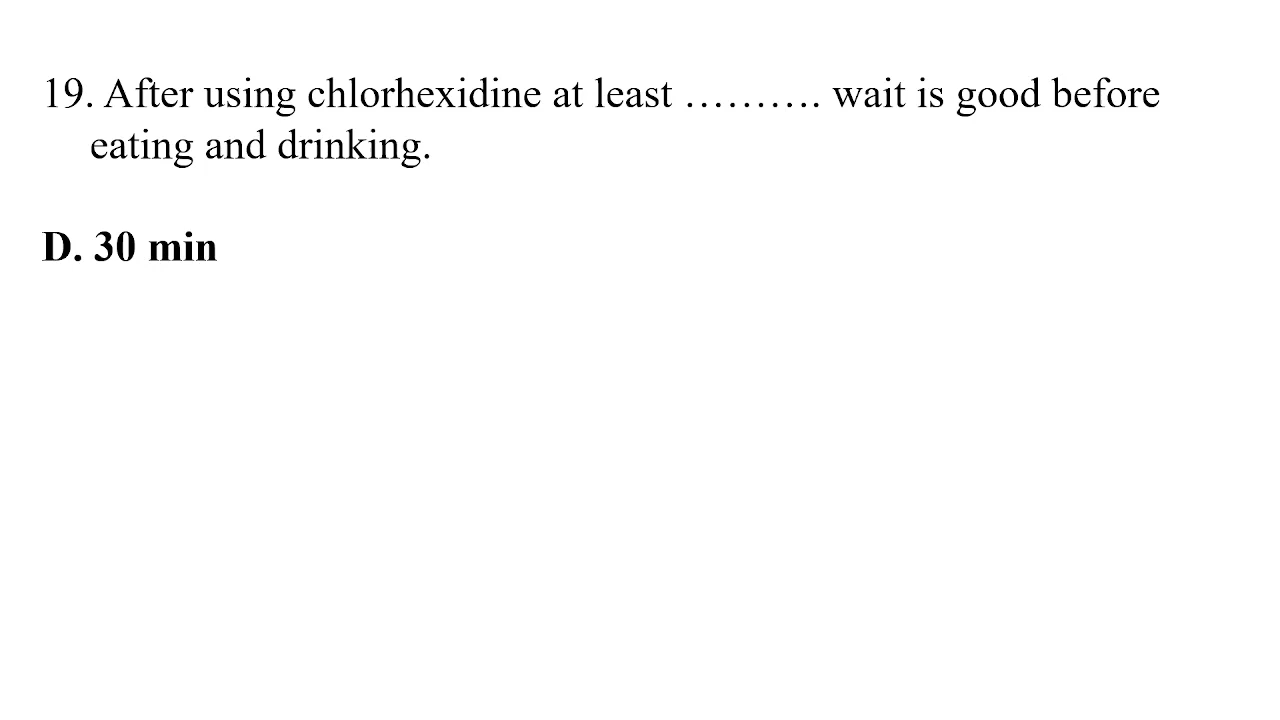 19. After using chlorhexidine at least ………. wait is good before
eating and drinking.
D. 30 min